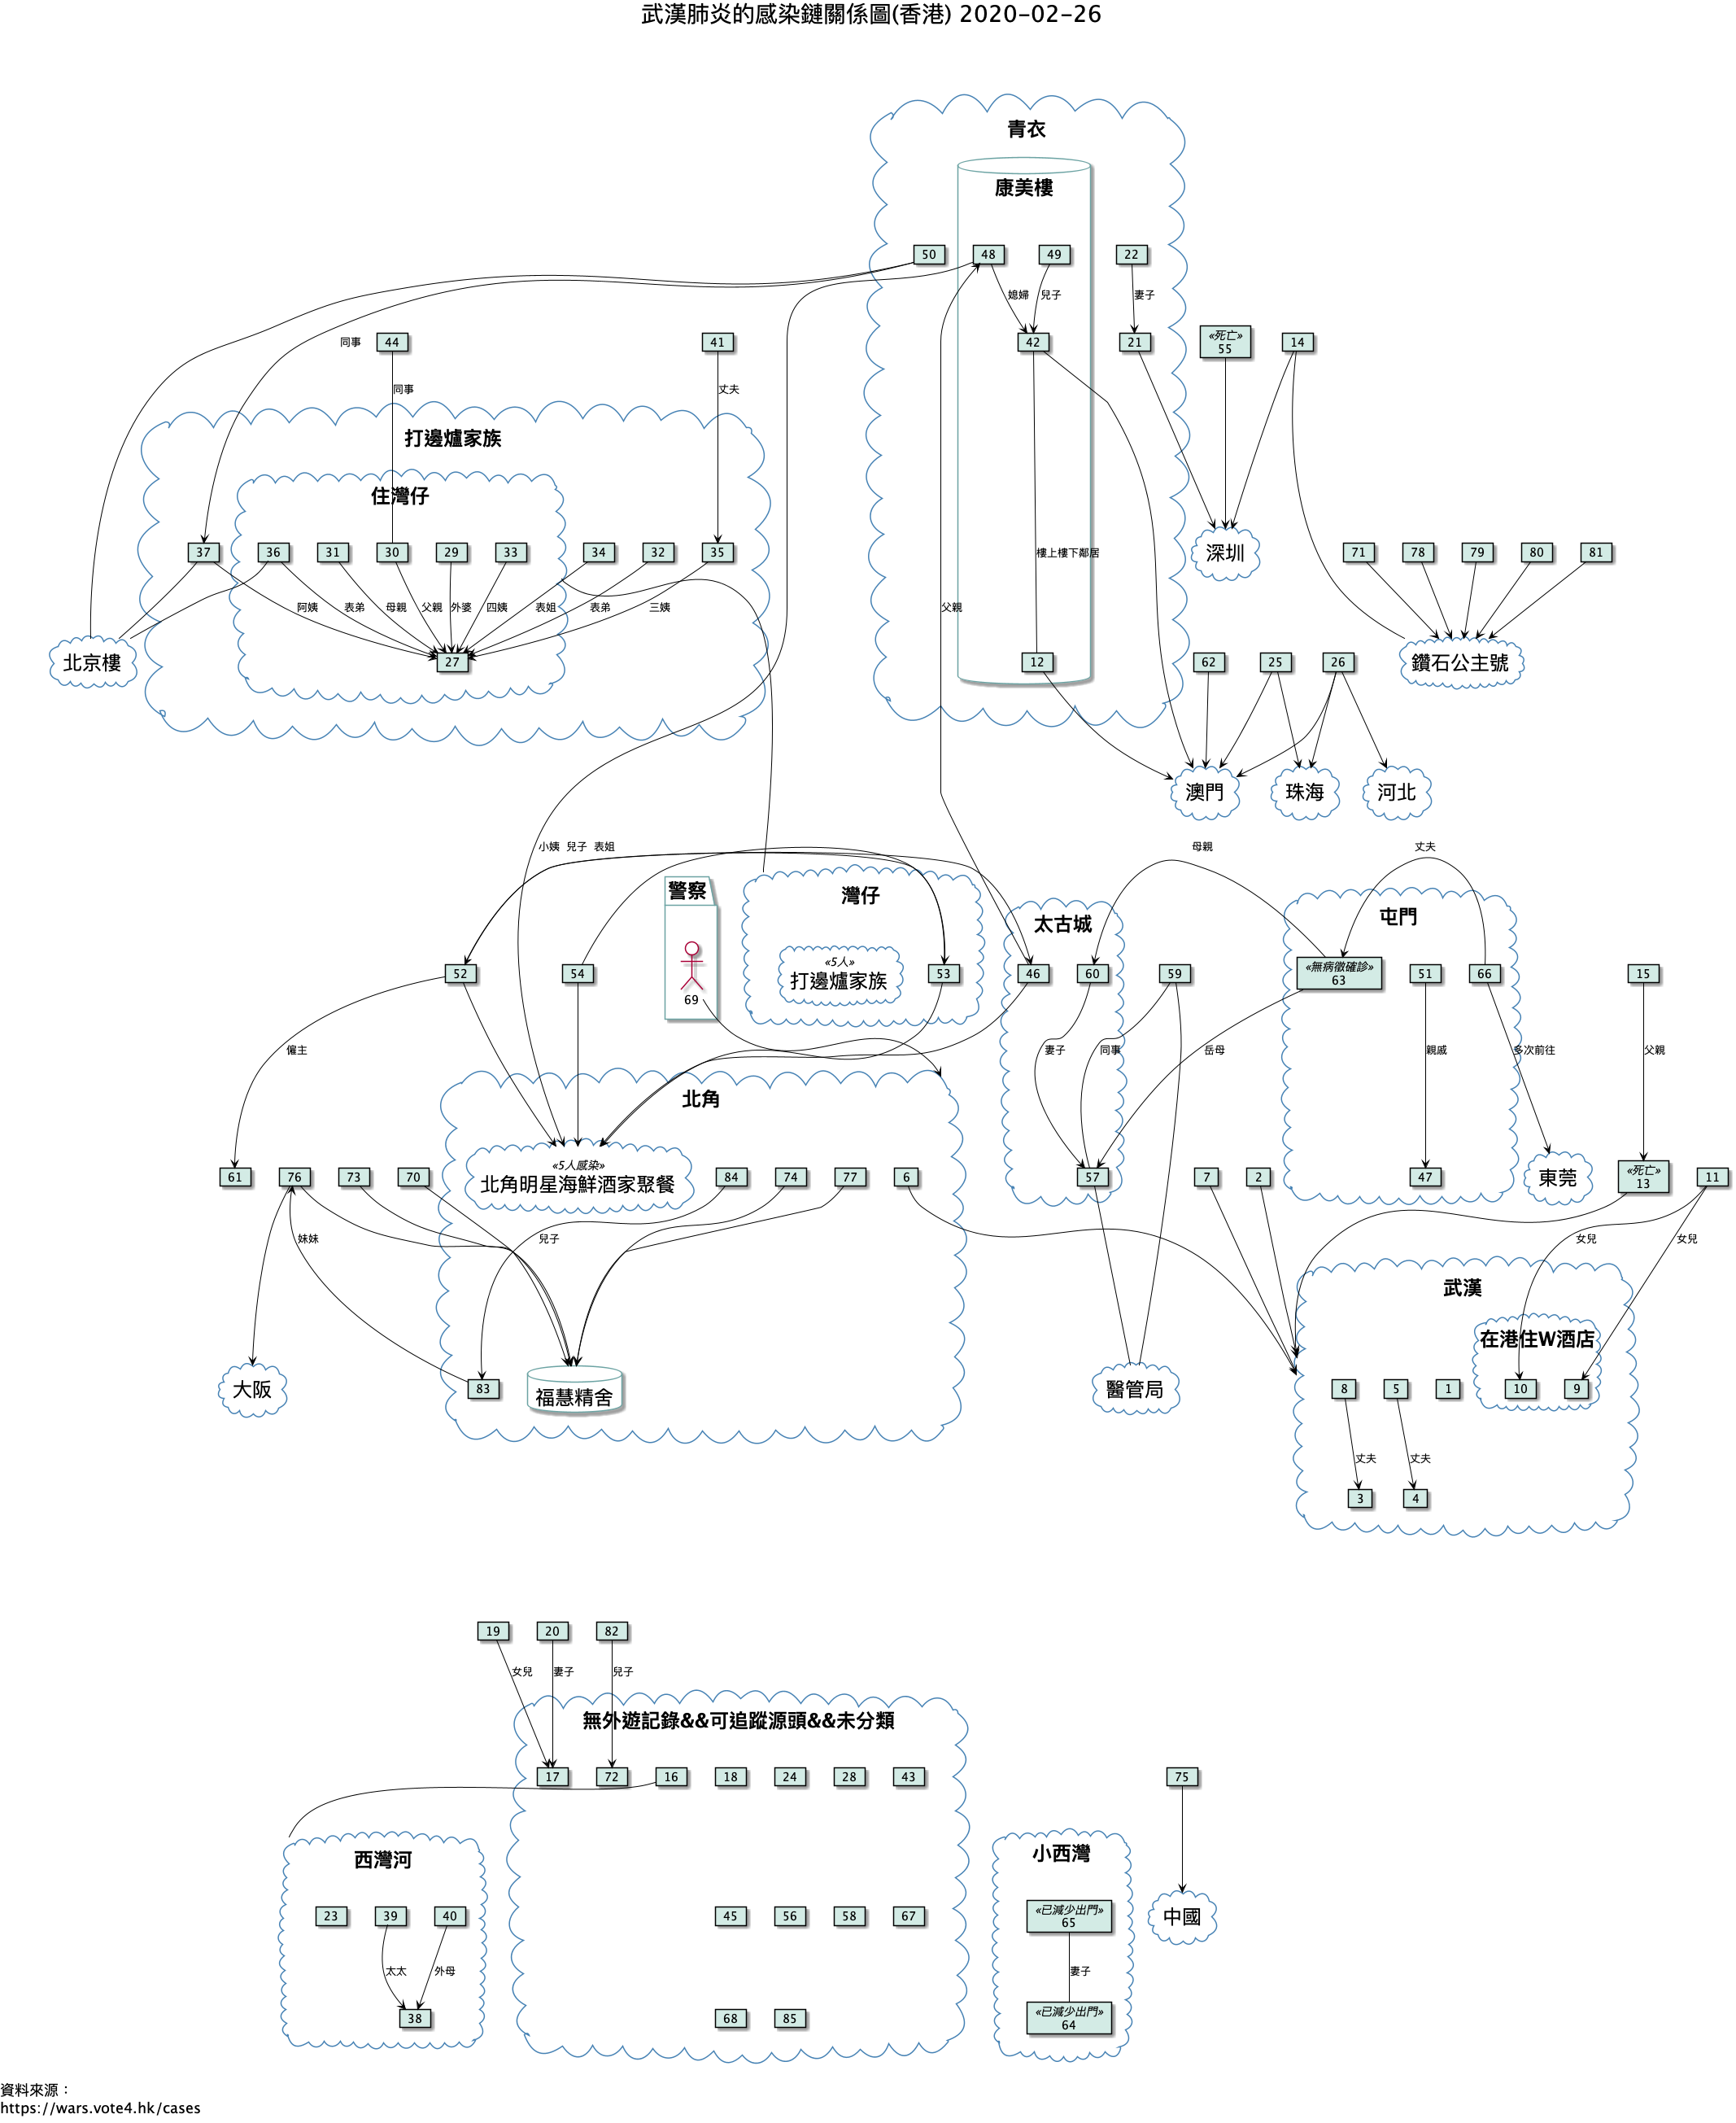 武漢肺炎的感染鏈關係圖(香港) 2020-02-26
青衣
康美樓
50
48
49
22
媳婦
兒子
妻子
同事
44
41
42
21
«死亡»
55
14
同事
丈夫
打邊爐家族
住灣仔
37
36
31
30
29
33
34
32
35
樓上樓下鄰居
深圳
71
78
79
80
81
阿姨
表弟
母親
父親
外婆
四姨
表姐
表弟
三姨
父親
北京樓
27
12
62
25
26
鑽石公主號
澳門
珠海
河北
小姨
兒子
表姐
母親
丈夫
警察
灣仔
太古城
屯門
52
54
69
«5人»
打邊爐家族
53
46
60
59
«無病徵確診»
63
51
66
15
僱主
妻子
同事
岳母
親戚
多次前往
父親
北角
61
76
73
70
«5人感染»
北角明星海鮮酒家聚餐
84
74
77
6
57
7
2
47
東莞
«死亡»
13
11
妹妹
兒子
女兒
女兒
武漢
在港住W酒店
大阪
83
福慧精舍
醫管局
8
5
1
10
9
丈夫
丈夫
3
4
19
20
82
女兒
妻子
兒子
無外遊記錄&&可追蹤源頭&&未分類
17
72
16
18
24
28
43
75
西灣河
小西灣
23
39
40
45
56
58
67
«已減少出門»
65
中國
太太
外母
妻子
38
68
85
«已減少出門»
64
資料來源：
https://wars.vote4.hk/cases